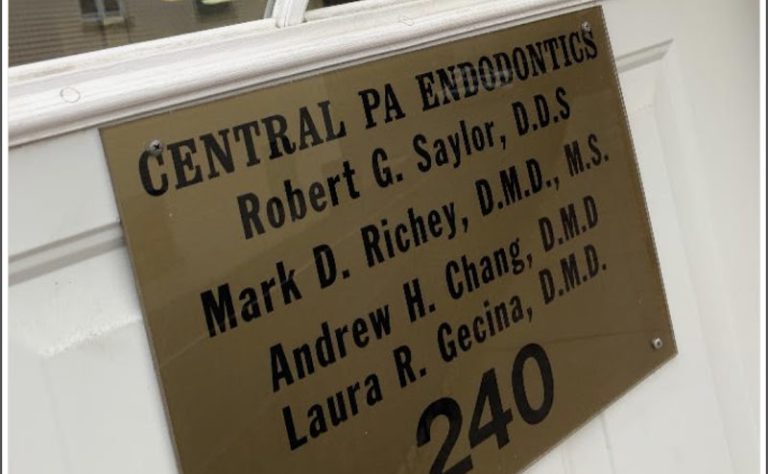 CENTRAL PA ENDODONTICS
Robert G. Saylor, D.D.S
Mark D. Richey, D.M.D., M.S.
Andrew H. Chang, D.M.D
Laura R. Gecina, D.M.D.
240